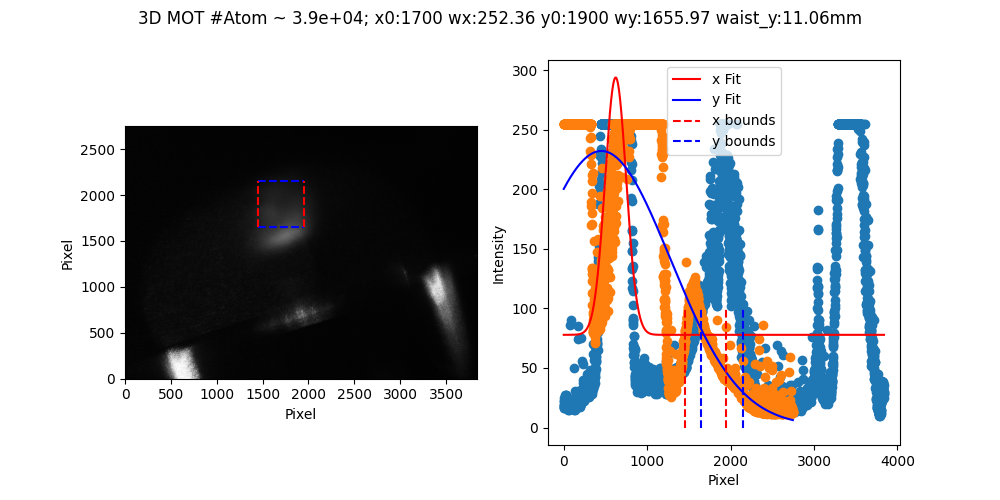 3D MOT #Atom ~ 3.9e+04; x0:1700 wx:252.36 y0:1900 wy:1655.97 waist_y:11.06mm
2500
2000
1500
1000
500
0
Pixel
0 500 1000 1500 2000 2500 3000 3500
Pixel
300
250
200
150
100
50
0
Intensity
x Fit
y Fit
x bounds
y bounds
0 1000 2000 3000 4000
Pixel